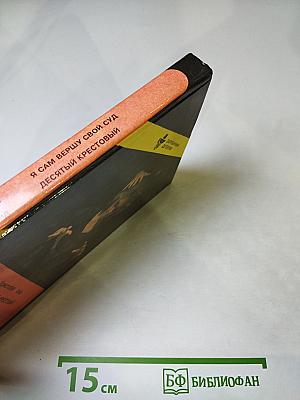 Я САМ ВЕРШУ СВОЙ СУД
ДЕСЯТЫЙ КРЕСТОВЫЙ
15 см
БФ БИБЛИОФАН